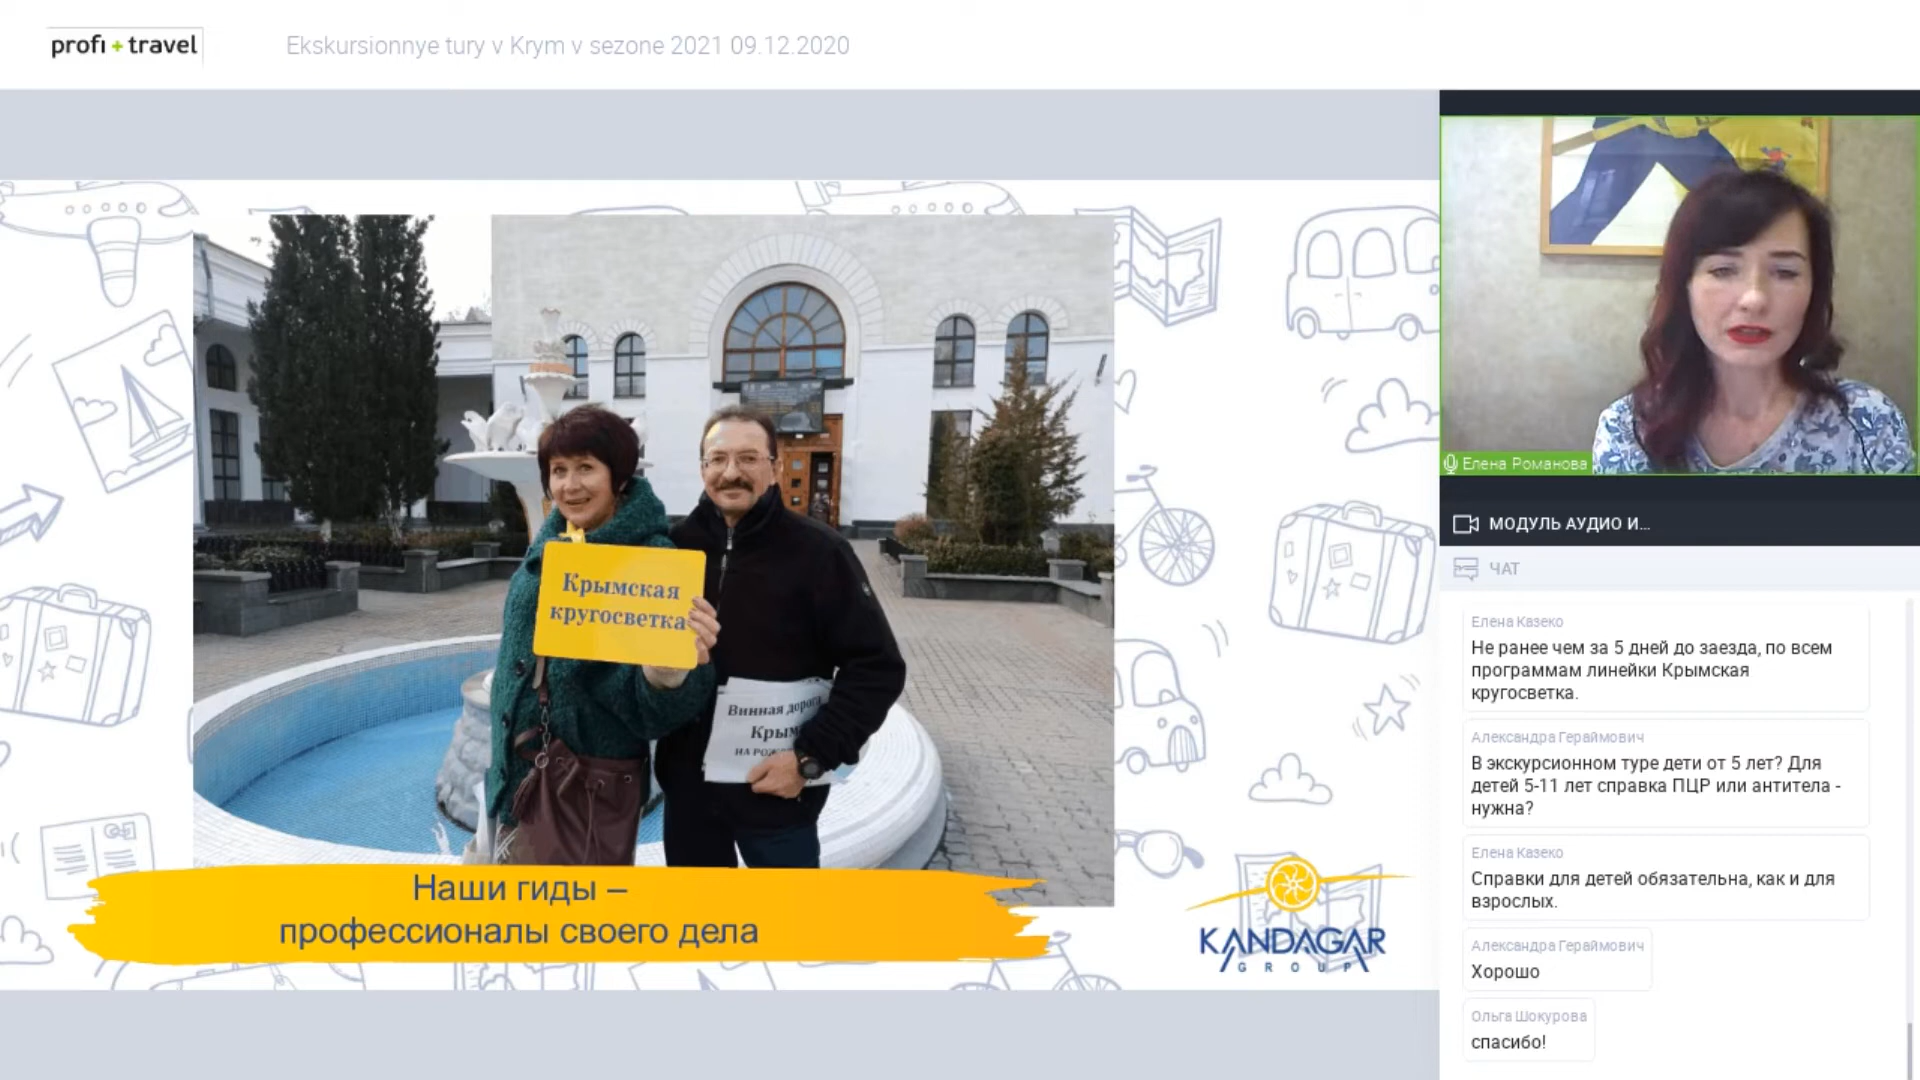 profi + travel
Ekskursionnye tury v Krym v sezone 2021 09.12.2020
Крымская
кругосветка
Винная дорога
Наши гиды –
профессионалы своего дела
KANDAGAR
GROUP
Елена Романова
МОДУЛЬ АУДИО И...
ЧАТ
Елена Казеко
Не ранее чем за 5 дней до заезда, по всем
программам линейки Крымская
кругосветка.
Александра Гераймович
В экскурсионном туре дети от 5 лет? Для
детей 5-11 лет справка ПЦР или антитела -
нужна?
Елена Казеко
Справки для детей обязательна, как и для
взрослых.
Александра Гераймович
Хорошо
Ольга Шокурова
спасибо!